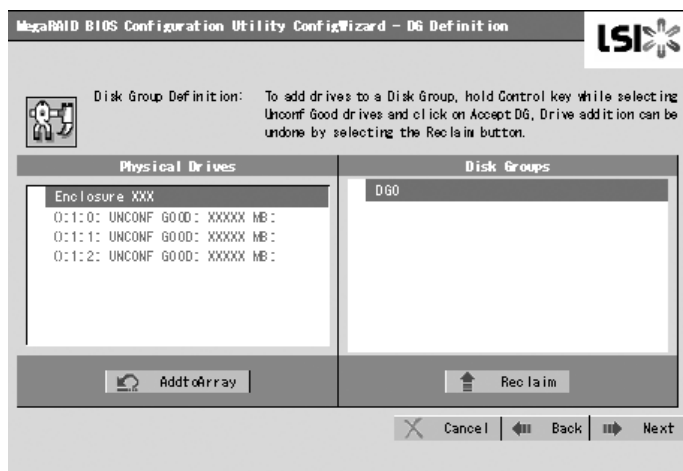 MegaRAID BIOS Configuration Utility ConfigWizard - DG Definition
LSI
Disk Group Definition: To add drives to a Disk Group, hold Control key while selecting
Unconf Good drives and click on Accept DG, Drive addition can be
undone by selecting the Reclaim button.
Physical Drives
Enclosure XXX
0:1:0: UNCONF GOOD: XXXXX MB:
0:1:1: UNCONF GOOD: XXXXX MB:
0:1:2: UNCONF GOOD: XXXXX MB:
AddtoArray
Disk Groups
DG0
Reclaim
Cancel Back Next